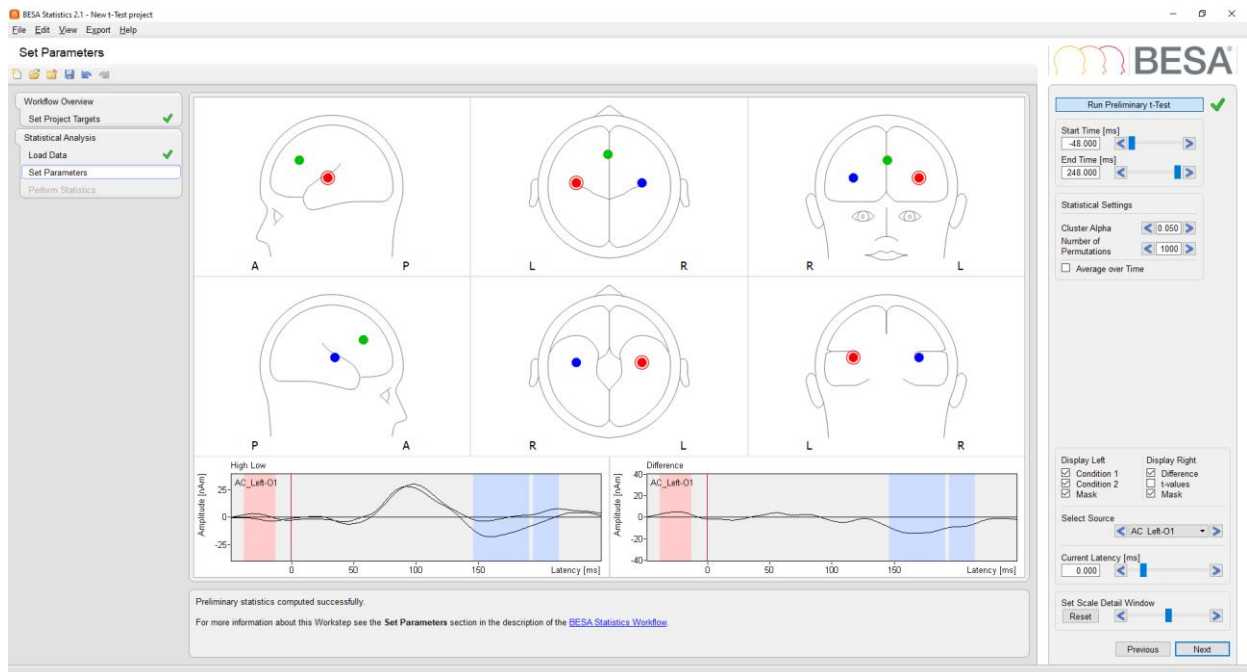 BESA Statistics 2.1 - New t-Test project
File Edit View Export Help
Set Parameters
BESA®
Workflow Overview
Set Project Targets
Statistical Analysis
Load Data
Set Parameters
Perform Statistics
A P
L R
R L
P A
R L
L R
High Low
Amplitude [nAm]
AC_Left-O1
25
0
-25
0 50 100 150 Latency [ms]
Difference
Amplitude [nAm]
AC_Left-O1
40
20
0
-20
-40
0 50 100 150 Latency [ms]
Preliminary statistics computed successfully.
For more information about this Workstep see the Set Parameters section in the description of the BESA Statistics Workflow.
Run Preliminary t-Test
Start Time [ms]
-48.000
End Time [ms]
248.000
Statistical Settings
Cluster Alpha 0.050
Number of
Permutations 1000
Average over Time
Display Left Display Right
Condition 1 Difference
Condition 2 t-values
Mask Mask
Select Source
AC_Left-O1
Current Latency [ms]
0.000
Set Scale Detail Window
Reset
Previous Next